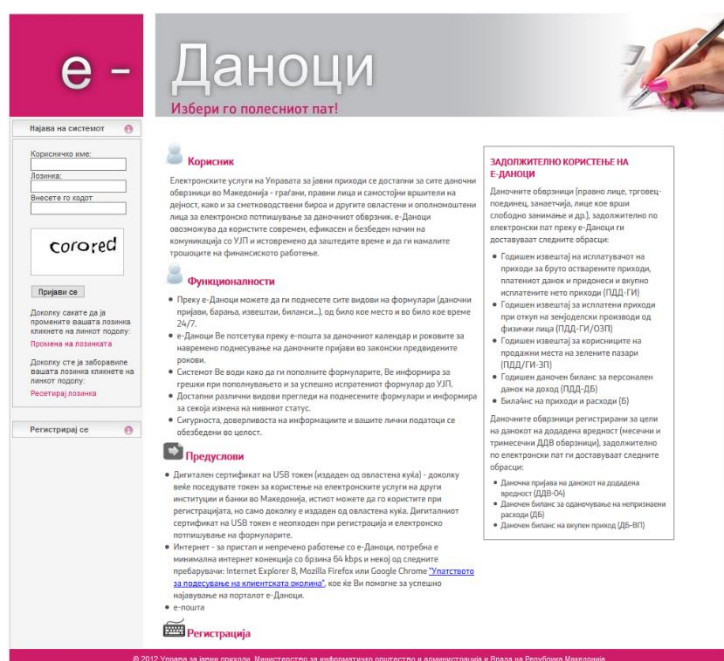 е - Даноци
Избери го полесниот пат!
Најава на системот
Корисничко име:
Лозинка:
Внесете го кодот
corored
Пријави се
Доколку сакате да ја
промените вашата лозинка
кликнете на линкот подолу:
Промена на лозинката
Доколку сте ја заборавиле
вашата лозинка кликнете на
линкот подолу:
Ресетирај лозинка
Регистрирај се
Корисник
Електронските услуги на Управата за јавни приходи се достапни за сите даночни
обврзници во Македонија - граѓани, правни лица и самостојни вршители на
дејност, како и за сметководствени бироа и другите овластени и ополномоштени
лица за електронско потпишување за даночниот обврзник. е-Даноци
овозможува да користите современ, ефикасен и безбеден начин на
комуникација со УЈП и истовремено да заштедите време и да ги намалите
трошоците на финансиското работење.
Функционалности
• Преку е-Даноци можете да ги поднесете сите видови на формулари (даночни
пријави, барања, извештаи, биланси...), од било кое место и во било кое време
24/7.
• е-Даноци Ве потсетува преку е-пошта за даночниот календар и роковите за
навремено поднесување на даночните пријави во законски предвидените
рокови.
• Системот Ве води како да ги пополните формуларите, Ве информира за
грешки при пополнувањето и за успешно испратениот формулар до УЈП.
• Достапни различни видови прегледи на поднесените формулари и информира
за секоја измена на нивниот статус.
• Сигурноста, доверливоста на информациите и вашите лични податоци се
обезбедени во целост.
Предуслови
• Дигитален сертификат на USB токен (издаден од овластена куќа) - доколку
веќе поседувате токен за користење на електронските услуги на други
институции и банки во Македонија, истиот можете да го користите при
регистрацијата, но само доколку е издаден од овластена куќа. Дигиталниот
сертификат на USB токен е неопходен при регистрација и електронско
потпишување на формуларите.
• Интернет - за пристап и непречено работење со е-Даноци, потребна е
минимална интернет конекција со брзина 64 kbps и некој од следните
пребарувачи: Internet Explorer 8, Mozilla Firefox или Google Chrome "Упатството
за подесување на клиентската околина", кое ќе Ви помогне за успешно
најавување на порталот е-Даноци.
• е-пошта
Регистрација
ЗАДОЛЖИТЕЛНО КОРИСТЕЊЕ НА
Е-ДАНОЦИ
Даночните обврзници (правно лице, трговец-
поединец, занаетчија, лице кое врши
слободно занимање и др.), задолжително по
електронски пат преку е-Даноци ги
доставуваат следните обрасци:
• Годишен извештај на исплатувачот на
приходи за бруто остварените приходи,
платениот данок и придонеси и вкупно
исплатените нето приходи (ПДД-ГИ)
• Годишен извештај за исплатени приходи
при откуп на земјоделски производи од
физички лица (ПДД-ГИ/ОЗП)
• Годишен извештај за корисниците на
продажни места на зелените пазари
(ПДД/ГИ-ЗП)
• Годишен даночен биланс за персонален
данок на доход (ПДД-ДБ)
• Биланс на приходи и расходи (Б)
Даночните обврзници регистрирани за цели
на данокот на додадена вредност (месечни и
тримесечни ДДВ обврзници), задолжително
по електронски пат ги доставуваат следните
обрасци:
• Даночна пријава на данокот на додадена
вредност (ДДВ-04)
• Даночен биланс за оданочување на непризнаени
расходи (ДБ)
• Даночен биланс на вкупен приход (ДБ-ВП)
© 2012 Управа за јавни приходи, Министерство за информатичко општество и администрација и Влада на Република Македонија